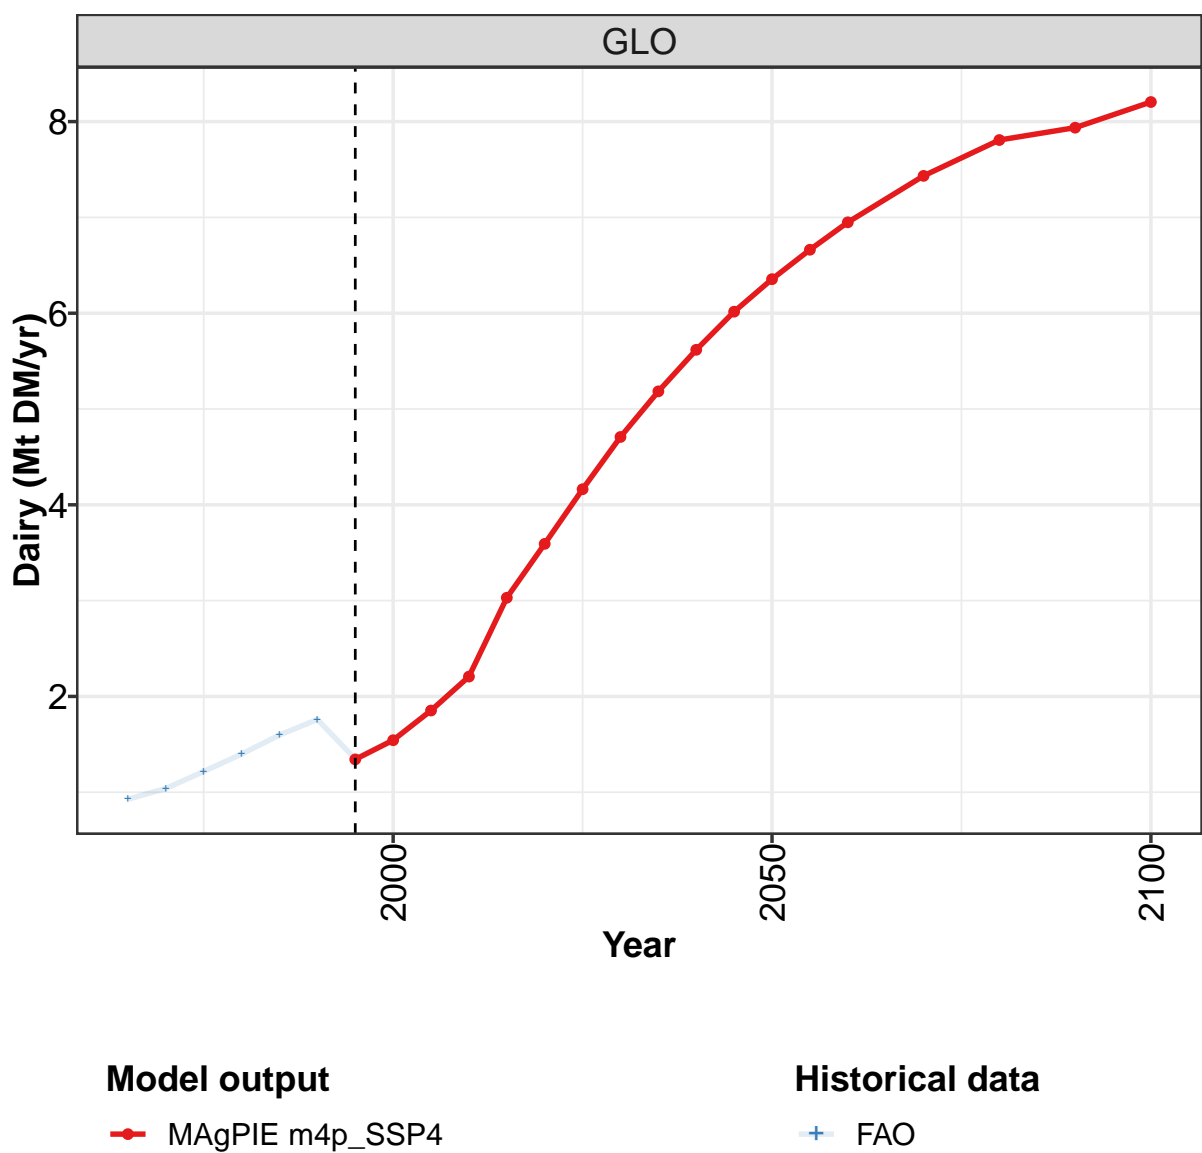 GLO
8
6
4
2
Dairy (Mt DM/yr)
2000
2050
2100
Year
Model output
MAgPIE m4p_SSP4
Historical data
FAO